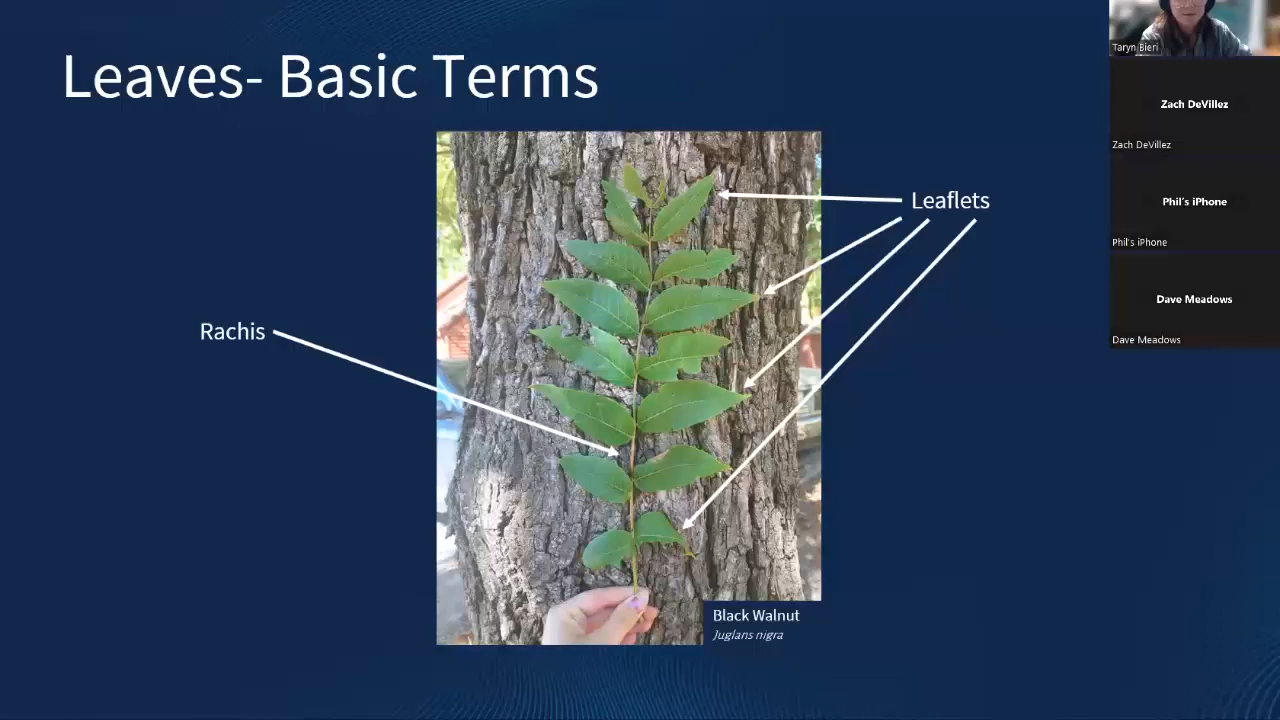 Leaves- Basic Terms
Leaflets
Rachis
Black Walnut
Juglans nigra
Taryn Bieri
Zach DeVillez
Zach DeVillez
Phil's iPhone
Phil's iPhone
Dave Meadows
Dave Meadows